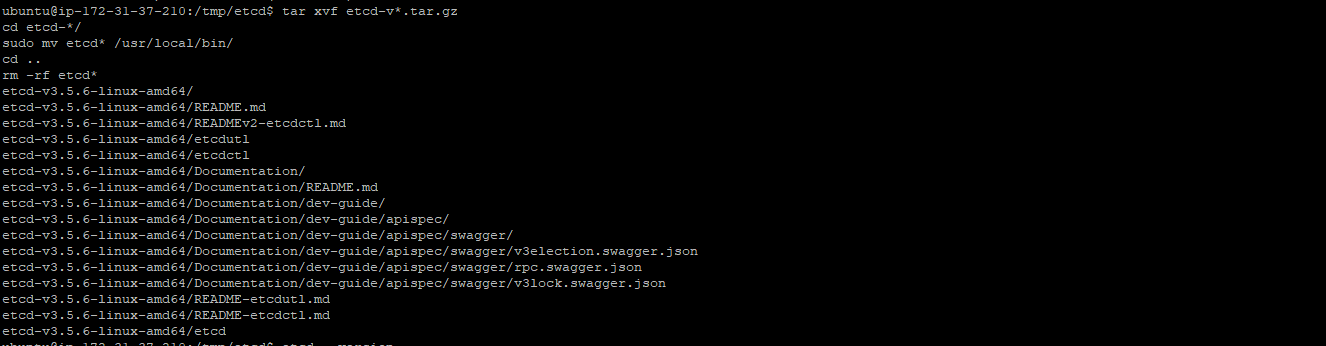 ubuntu@ip-172-31-37-210:/tmp/etcd$ tar xvf etcd-v*.tar.gz
cd etcd-*/
sudo mv etcd* /usr/local/bin/
cd ..
rm -rf etcd*
etcd-v3.5.6-linux-amd64/
etcd-v3.5.6-linux-amd64/README.md
etcd-v3.5.6-linux-amd64/READMEv2-etcdctl.md
etcd-v3.5.6-linux-amd64/etcdutl
etcd-v3.5.6-linux-amd64/etcdctl
etcd-v3.5.6-linux-amd64/Documentation/
etcd-v3.5.6-linux-amd64/Documentation/README.md
etcd-v3.5.6-linux-amd64/Documentation/dev-guide/
etcd-v3.5.6-linux-amd64/Documentation/dev-guide/apispec/
etcd-v3.5.6-linux-amd64/Documentation/dev-guide/apispec/swagger/
etcd-v3.5.6-linux-amd64/Documentation/dev-guide/apispec/swagger/v3election.swagger.json
etcd-v3.5.6-linux-amd64/Documentation/dev-guide/apispec/swagger/rpc.swagger.json
etcd-v3.5.6-linux-amd64/Documentation/dev-guide/apispec/swagger/v3lock.swagger.json
etcd-v3.5.6-linux-amd64/README-etcdutl.md
etcd-v3.5.6-linux-amd64/README-etcdctl.md
etcd-v3.5.6-linux-amd64/etcd